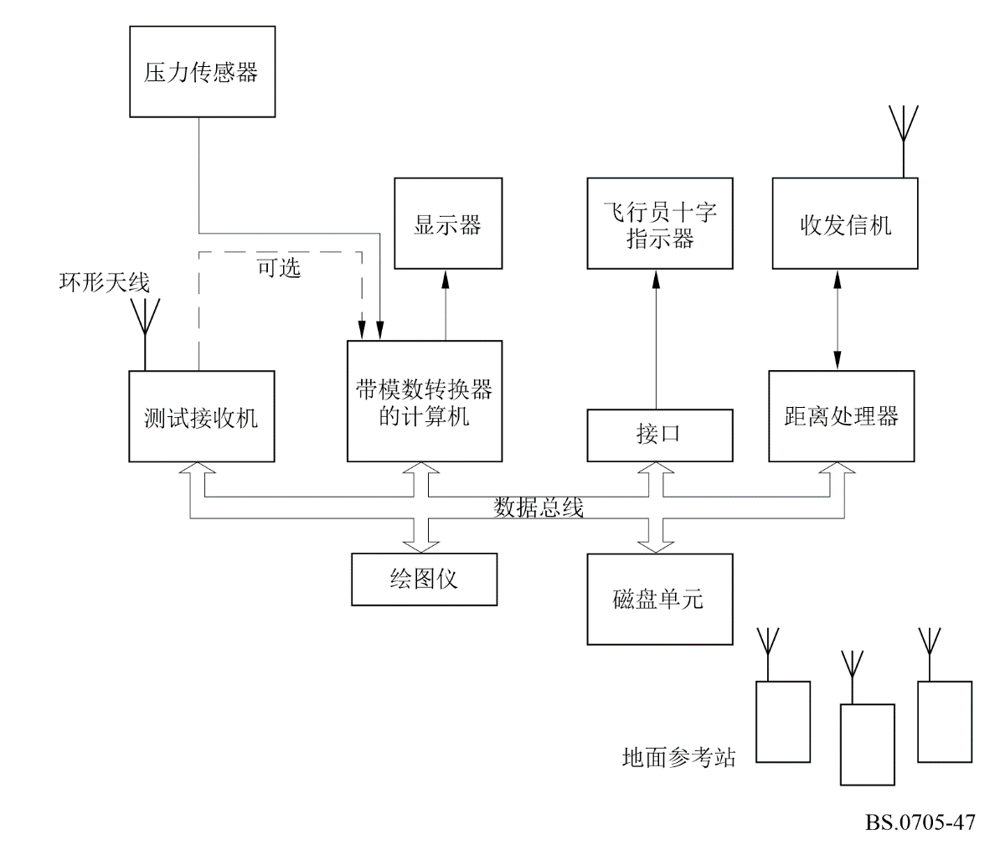 压力传感器
显示器
飞行员十字
指示器
收发信机
可选
环形天线
带模数转换器
的计算机
测试接收机
接口
距离处理器
数据总线
绘图仪
磁盘单元
地面参考站
BS.0705-47